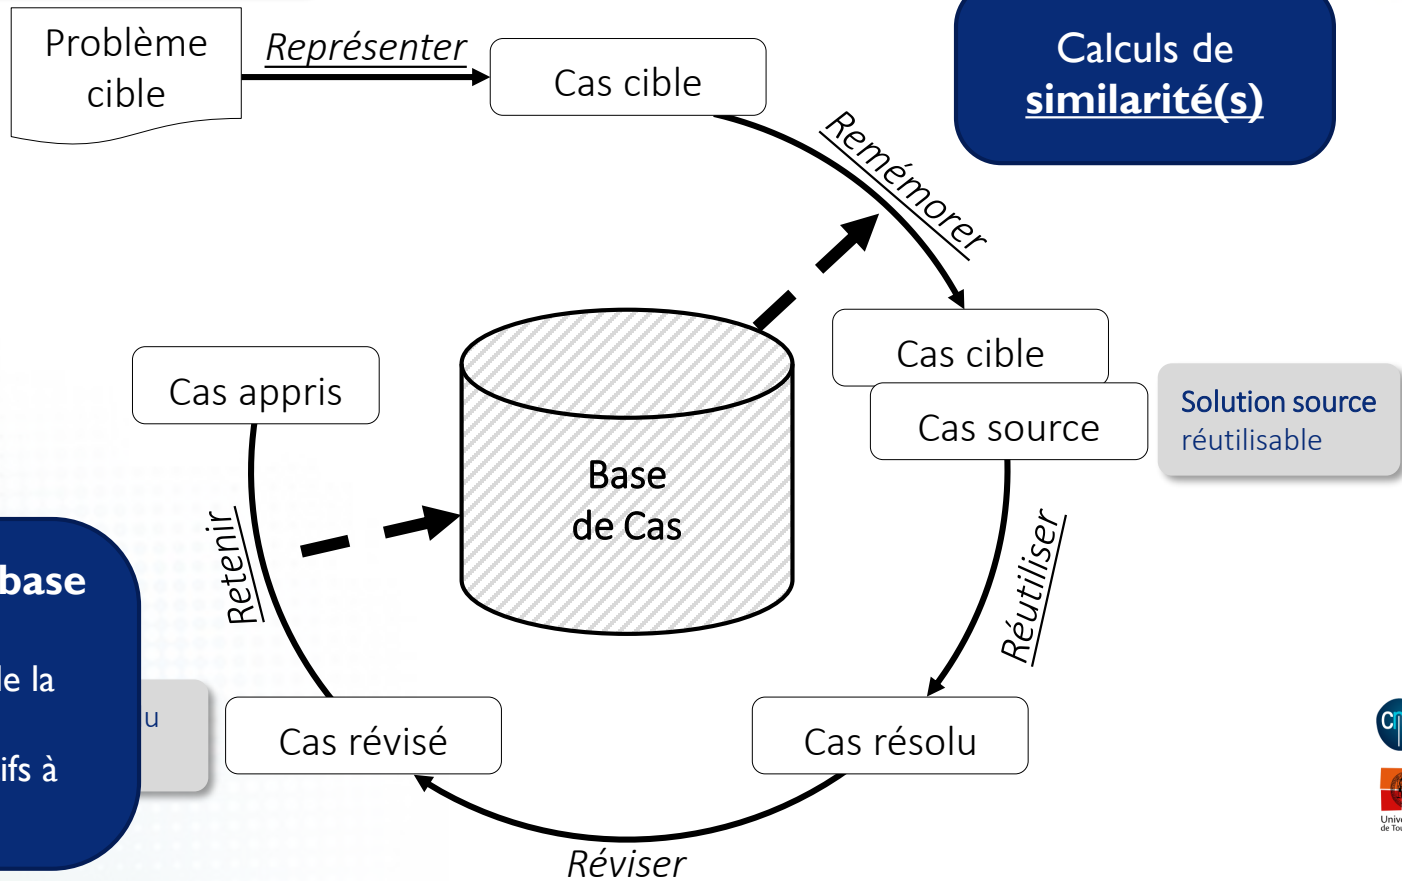 Problème
cible
Représenter
Cas cible
Calculs de
similarité(s)
Remémorer
Cas cible
Cas source
Solution source
réutilisable
Cas appris
Base
de Cas
Retenir
Réutiliser
base
de la
ifs à
u
Cas révisé
Cas résolu
Réviser